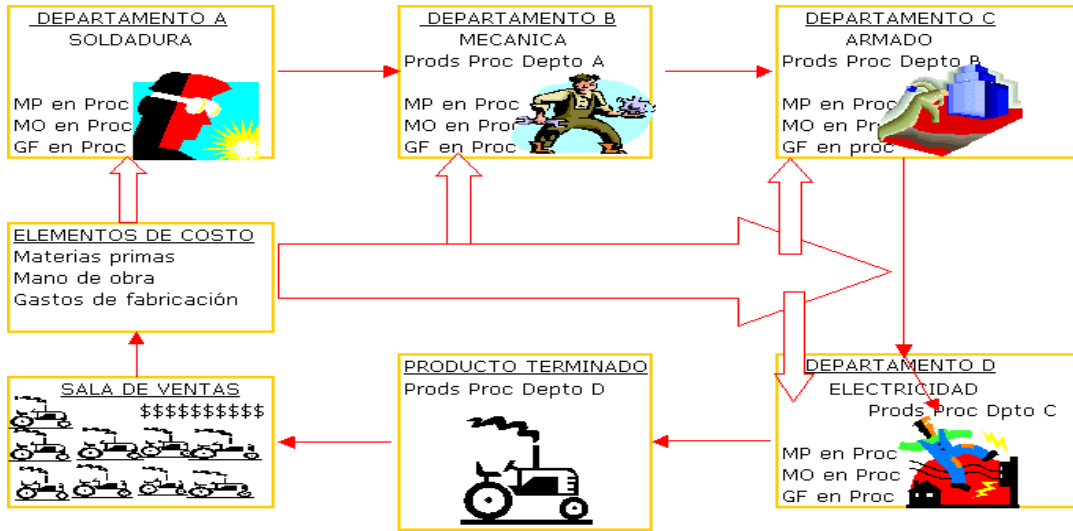 DEPARTAMENTO A
SOLDADURA
MP en Proc
MO en Proc
GF en Proc
DEPARTAMENTO B
MECANICA
Prods Proc Depto A
MP en Proc
MO en Proc
GF en Proc
DEPARTAMENTO C
ARMADO
Prods Proc Depto B
MP en Proc
MO en Proc
GF en proc
ELEMENTOS DE COSTO
Materias primas
Mano de obra
Gastos de fabricación
DEPARTAMENTO D
ELECTRICIDAD
Prods Proc Dpto C
MP en Proc
MO en Proc
GF en Proc
PRODUCTO TERMINADO
Prods Proc Depto D
SALA DE VENTAS
$$$$$$$$$$